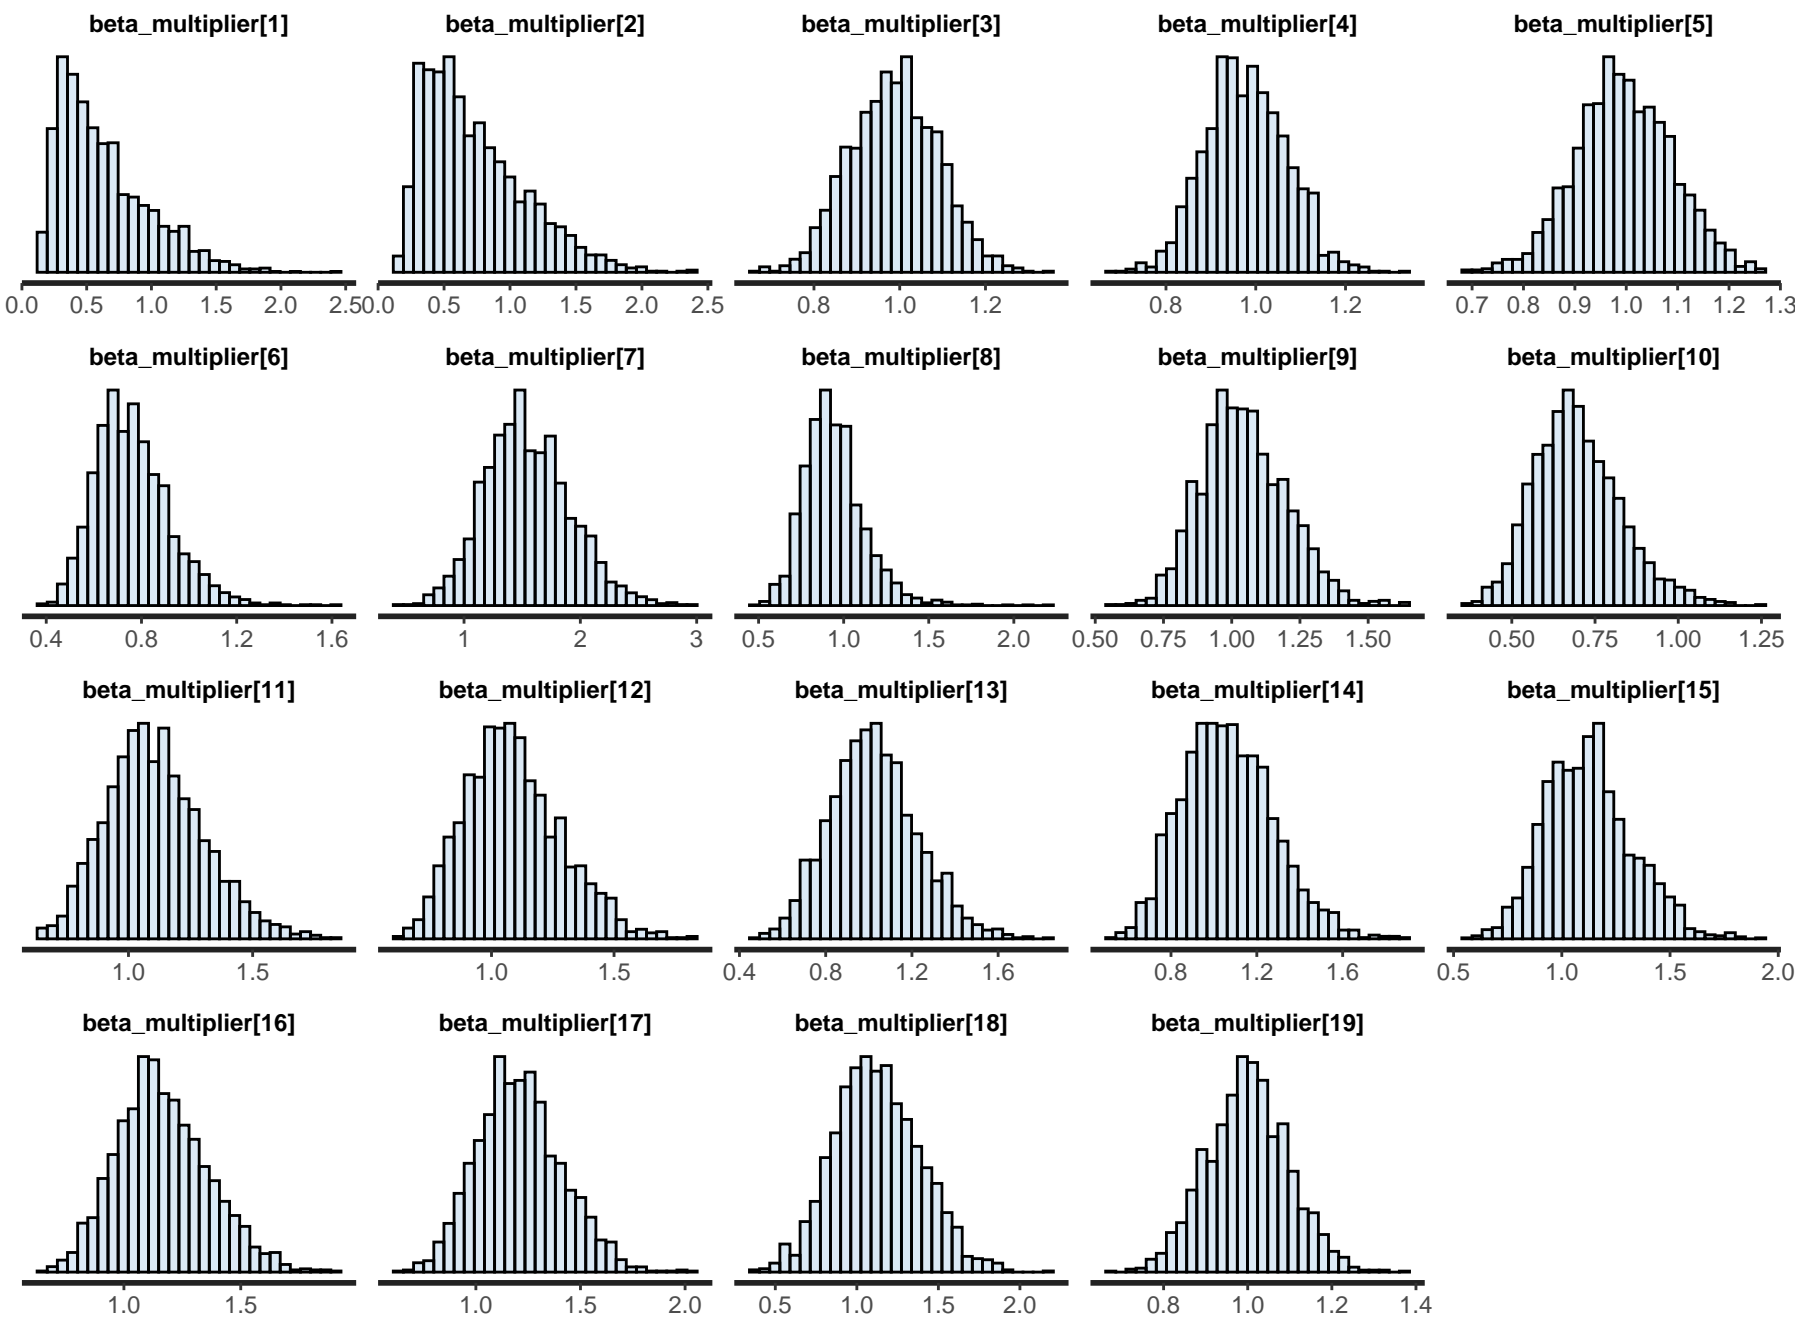 beta_multiplier[1] beta_multiplier[2] beta_multiplier[3] beta_multiplier[4] beta_multiplier[5]
0.0 0.5 1.0 1.5 2.0 2.5 0.0 0.5 1.0 1.5 2.0 2.5 0.8 1.0 1.2 0.8 1.0 1.2 0.7 0.8 0.9 1.0 1.1 1.2 1.3
beta_multiplier[6] beta_multiplier[7] beta_multiplier[8] beta_multiplier[9] beta_multiplier[10]
0.4 0.8 1.2 1.6 1 2 3 0.5 1.0 1.5 2.0 0.50 0.75 1.00 1.25 1.50 0.50 0.75 1.00 1.25
beta_multiplier[11] beta_multiplier[12] beta_multiplier[13] beta_multiplier[14] beta_multiplier[15]
1.0 1.5 1.0 1.5 0.4 0.8 1.2 1.6 0.8 1.2 1.6 0.5 1.0 1.5 2.0
beta_multiplier[16] beta_multiplier[17] beta_multiplier[18] beta_multiplier[19]
1.0 1.5 1.0 1.5 2.0 0.5 1.0 1.5 2.0 0.8 1.0 1.2 1.4